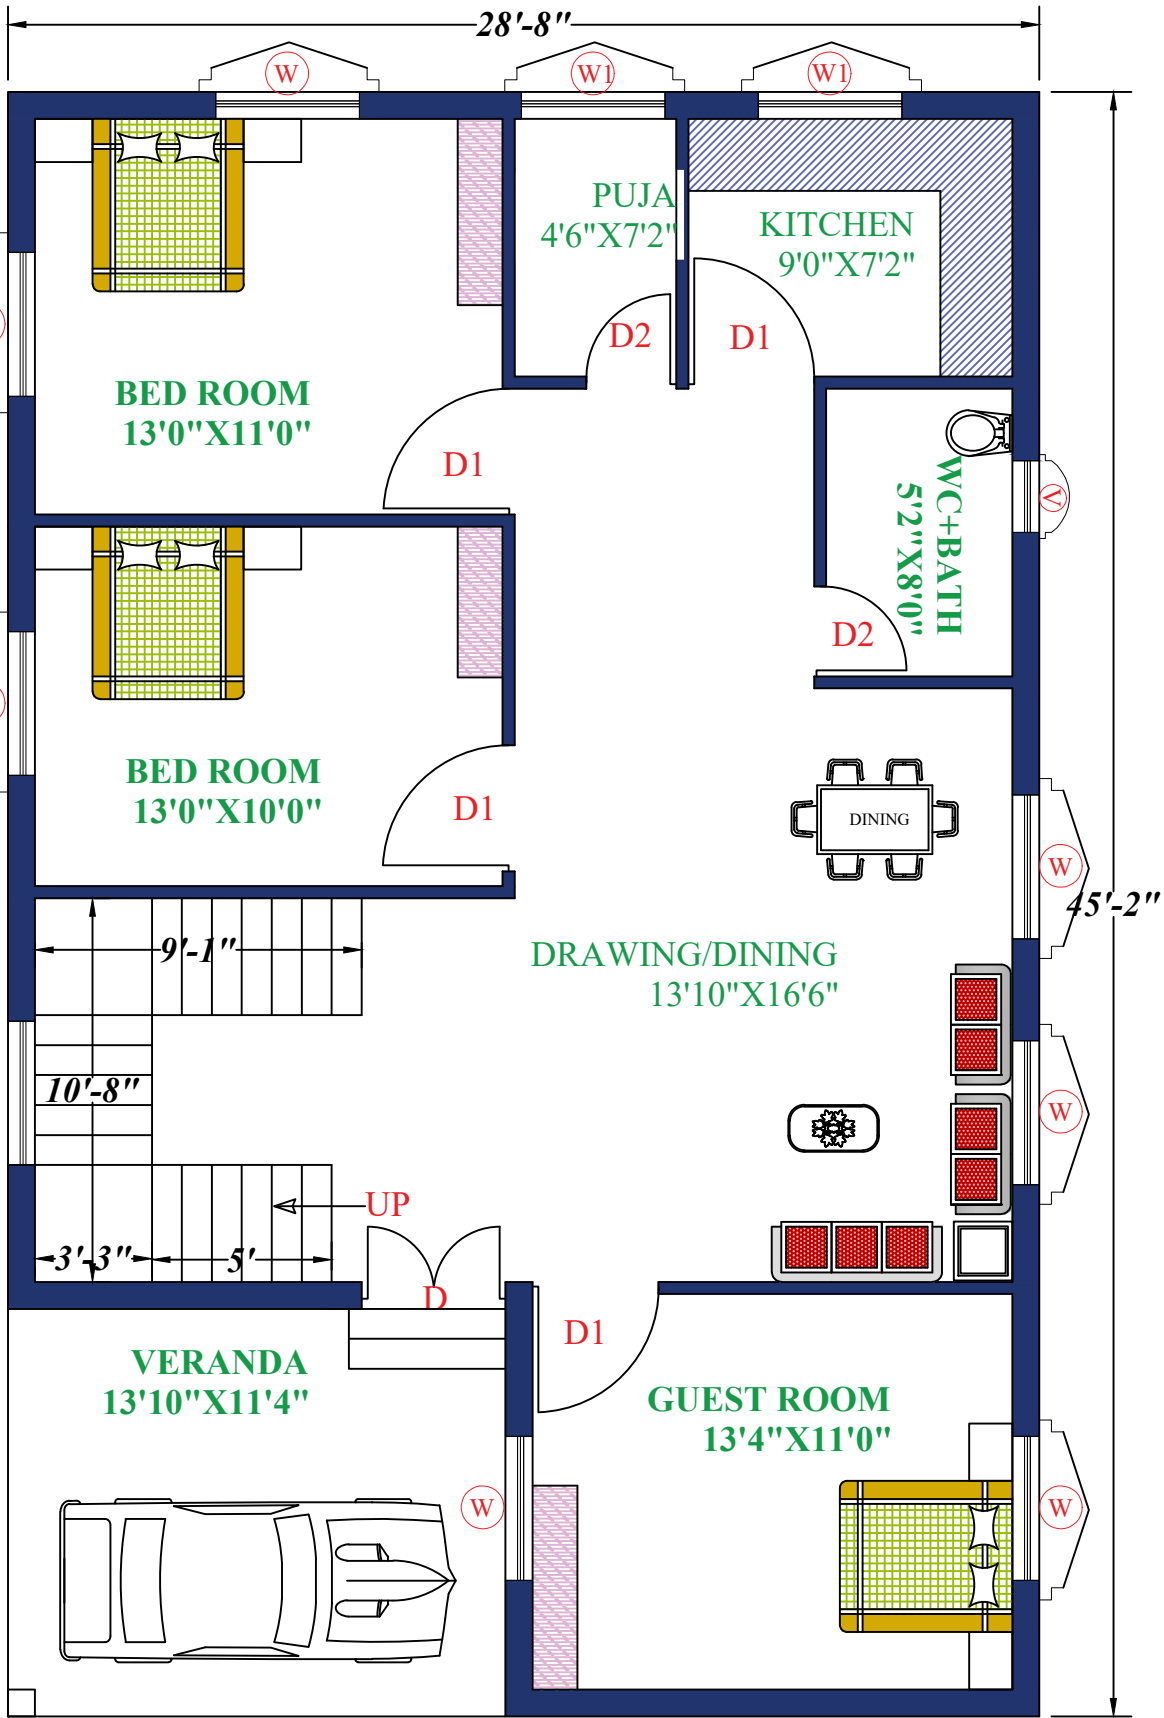 28'-8"
W
W1
W1
PUJA
4'6"X7'2"
KITCHEN
9'0"X7'2"
D2
D1
BED ROOM
13'0"X11'0"
D1
WC+BATH
5'2"X8'0"
V
D2
BED ROOM
13'0"X10'0"
D1
DINING
W
45'-2"
9'-1"
DRAWING/DINING
13'10"X16'6"
10'-8"
W
UP
3'-3"
5'
D
D1
VERANDA
13'10"X11'4"
GUEST ROOM
13'4"X11'0"
W
W